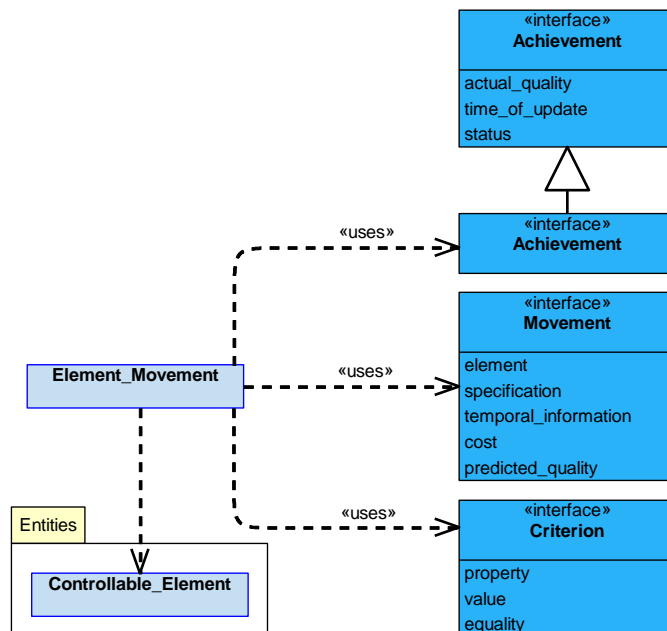 «interface»
Achievement
actual_quality
time_of_update
status
«uses»
«interface»
Achievement
«interface»
Movement
element
specification
temporal_information
cost
predicted_quality
Element_Movement
«uses»
«uses»
«interface»
Criterion
property
value
equality
Entities
Controllable_Element